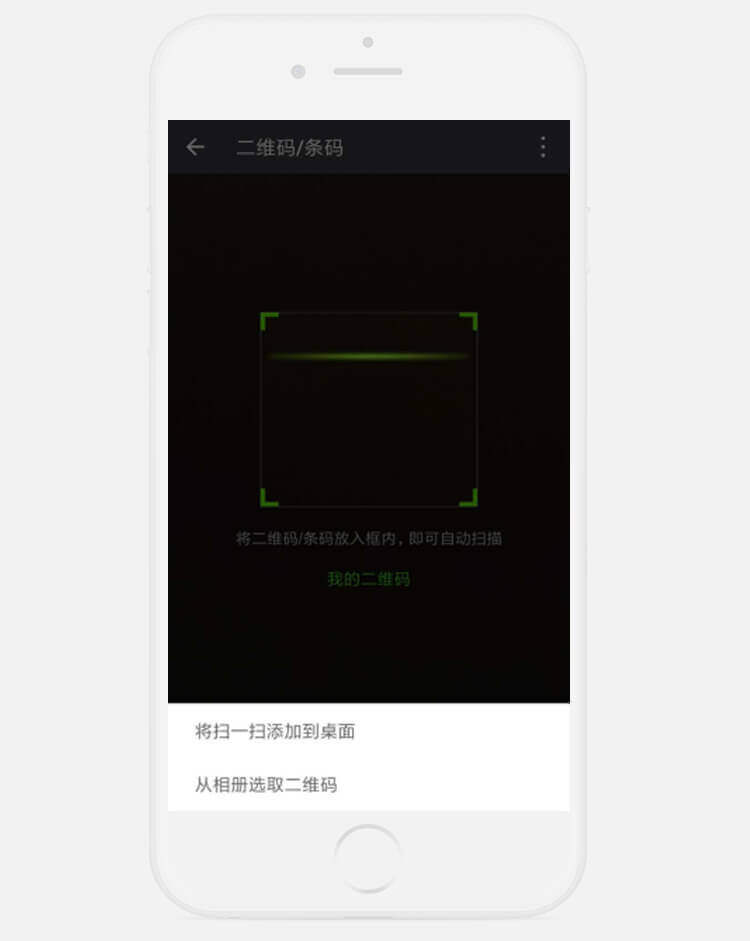 二维码/条码
将二维码/条码放入框内，即可自动扫描
我的二维码
将扫一扫添加到桌面
从相册选取二维码